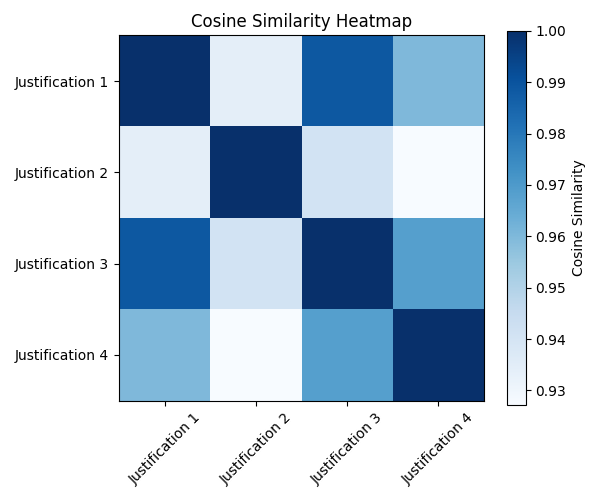 Cosine Similarity Heatmap
Justification 1
Justification 2
Justification 3
Justification 4
Justification 1
Justification 2
Justification 3
Justification 4
1.00
0.99
0.98
0.97
0.96
0.95
0.94
0.93
Cosine Similarity